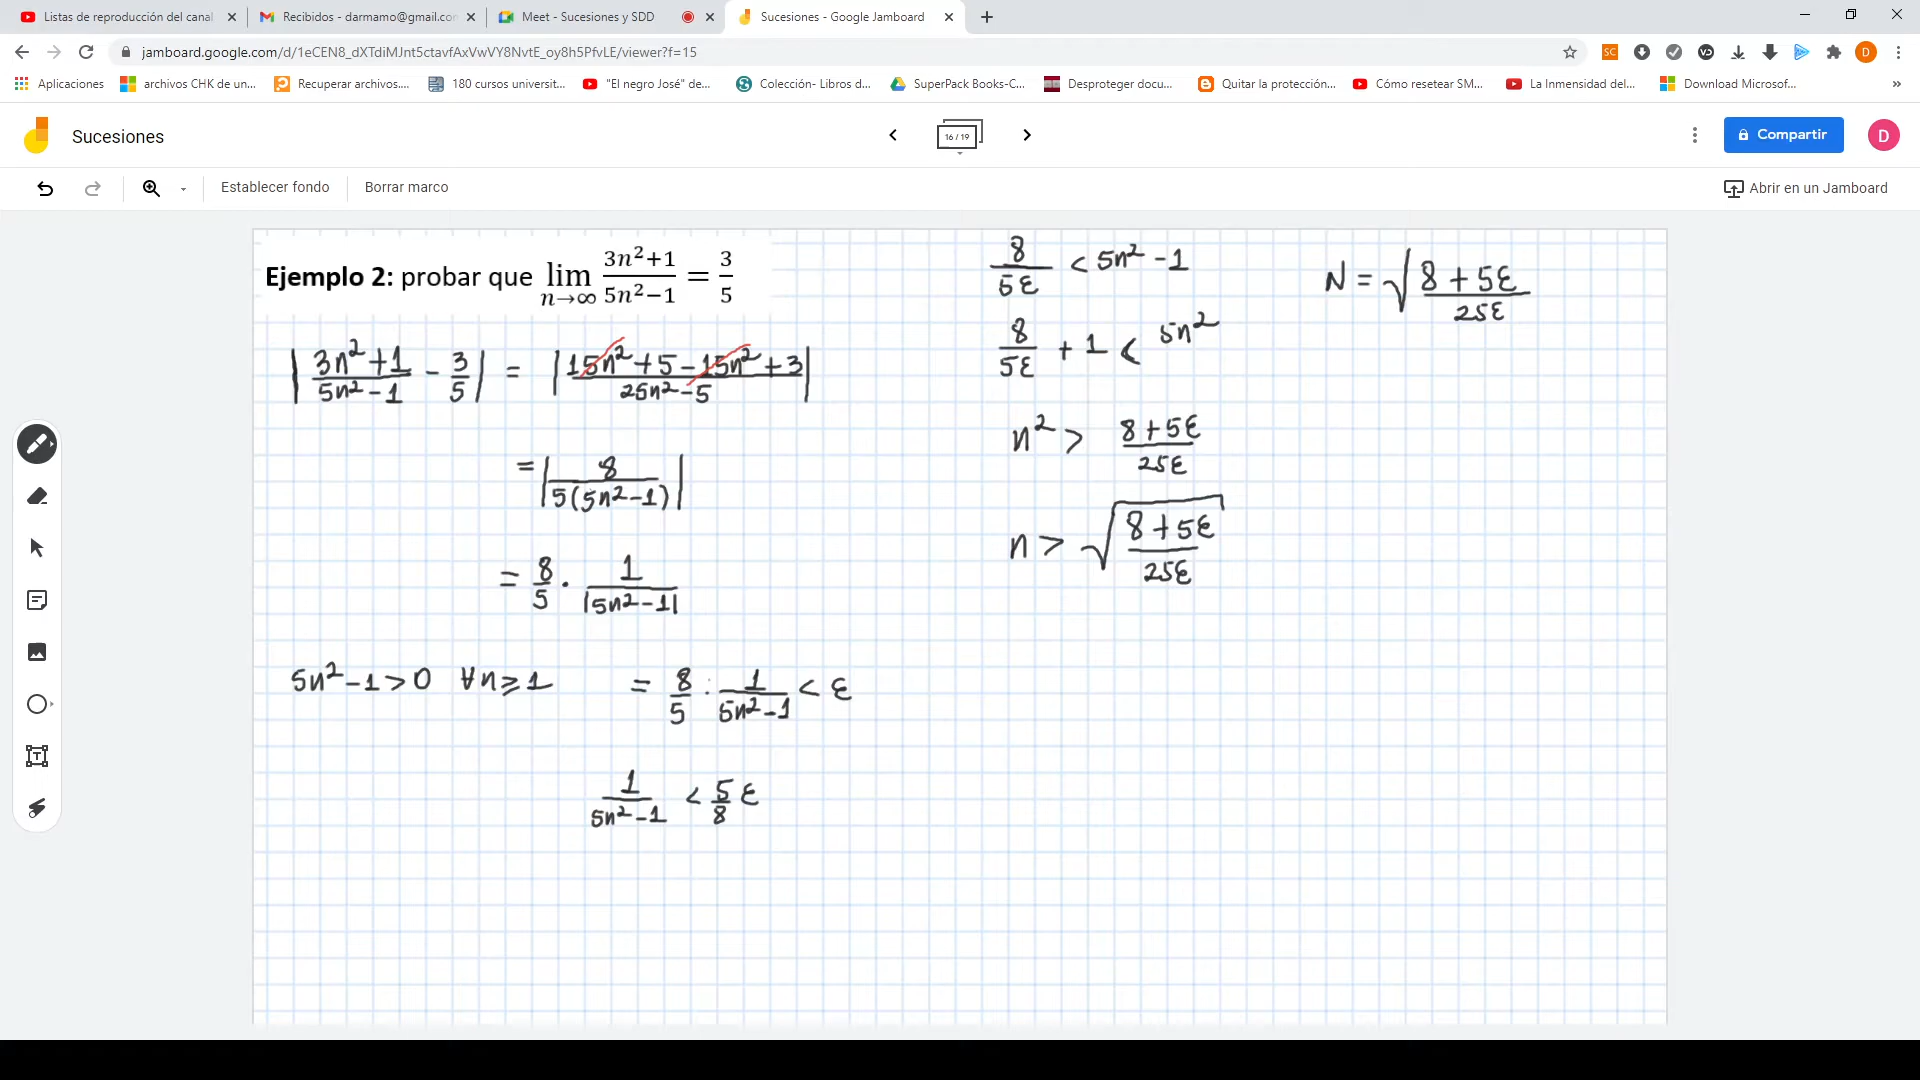 Listas de reproducción del canal
Recibidos - darmamo@gmail.com
Meet - Sucesiones y SDD
Sucesiones - Google Jamboard
jamboard.google.com/d/1eCEN8_dXTdiMJnt5ctavfAxVwVY8NvtE_oy8h5PfvLE/viewer?f=15
SC
D
Aplicaciones
archivos CHK de un...
Recuperar archivos....
180 cursos universit...
"El negro José" de...
Colección- Libros d...
SuperPack Books-C...
Desproteger docu...
Quitar la protección...
Cómo resetear SM...
La Inmensidad del...
Download Microsof...
»
Sucesiones
16 / 19
Compartir
D
Establecer fondo
Borrar marco
Abrir en un Jamboard
Ejemplo 2: probar que lim n→∞ (3n²+1)/(5n²−1) = 3/5
| (3n²+1)/(5n²-1) - 3/5 | = | (15n²+5-15n²+3)/(25n²-5) |
= | 8/(5(5n²-1)) |
= 8/5 · 1/|5n²-1|
5n²-1>0 ∀n≥1 = 8/5 · 1/(5n²-1) < ε
1/(5n²-1) < 5/8 ε
8/(5ε) < 5n²-1
8/(5ε) + 1 < 5n²
n² > (8+5ε)/(25ε)
n > √((8+5ε)/(25ε))
N = √((8+5ε)/(25ε))